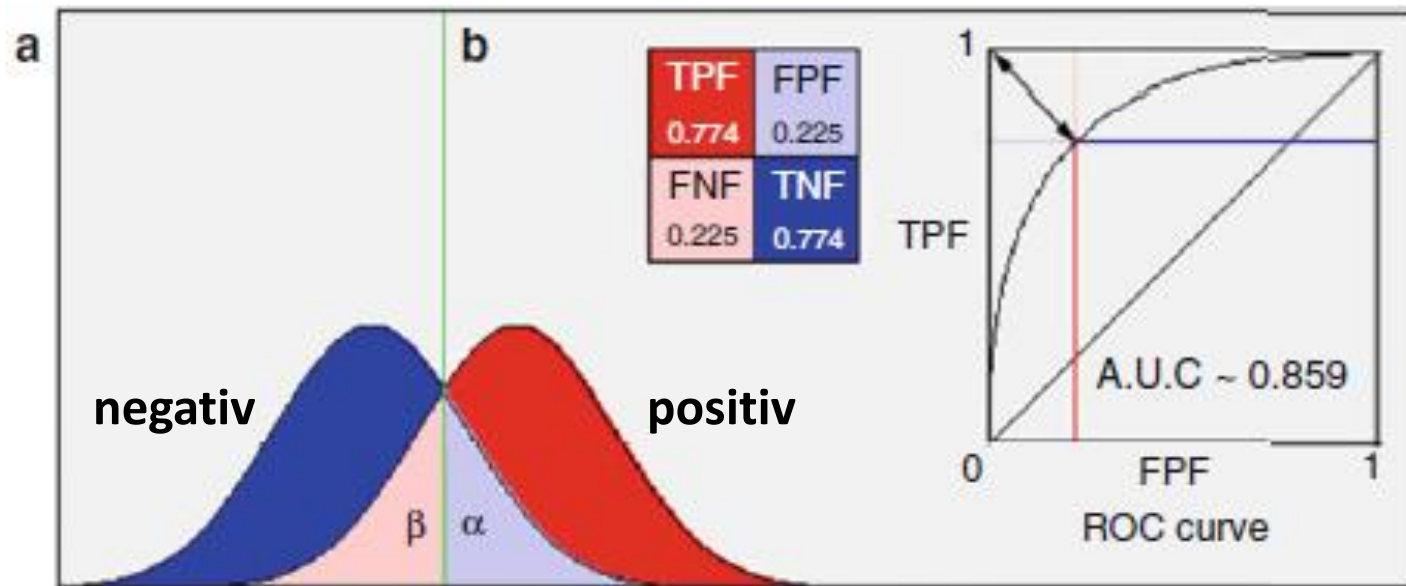 a
b
TPF FPF
0.774 0.225
FNF TNF
0.225 0.774
negativ
positiv
β α
1
TPF
A.U.C ~ 0.859
0 FPF 1
ROC curve